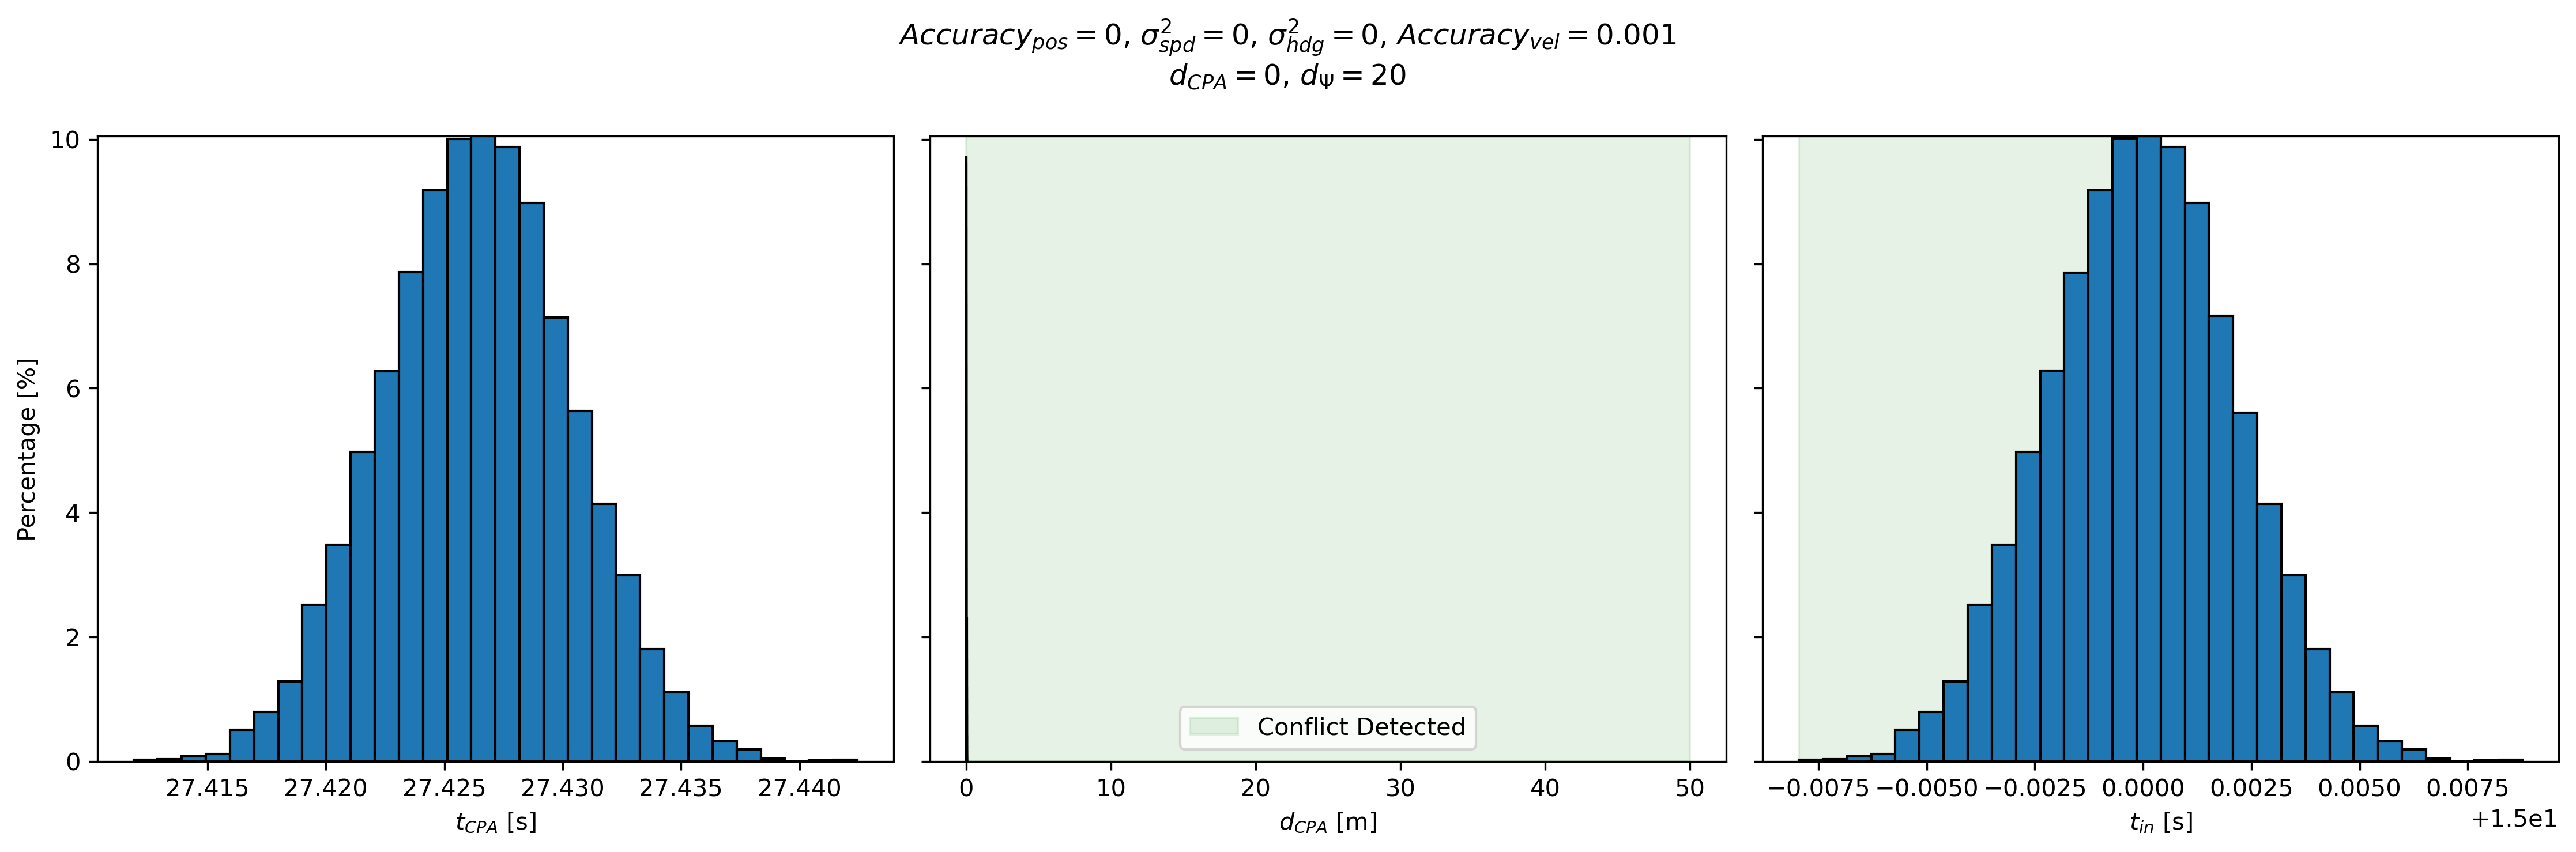 Accuracy_pos = 0, σ²_spd = 0, σ²_hdg = 0, Accuracy_vel = 0.001
d_CPA = 0, d_Ψ = 20
Percentage [%]
10
8
6
4
2
0
27.415 27.420 27.425 27.430 27.435 27.440
t_CPA [s]
Conflict Detected
0 10 20 30 40 50
d_CPA [m]
−0.0075 −0.0050 −0.0025 0.0000 0.0025 0.0050 0.0075
+1.5e1
t_in [s]